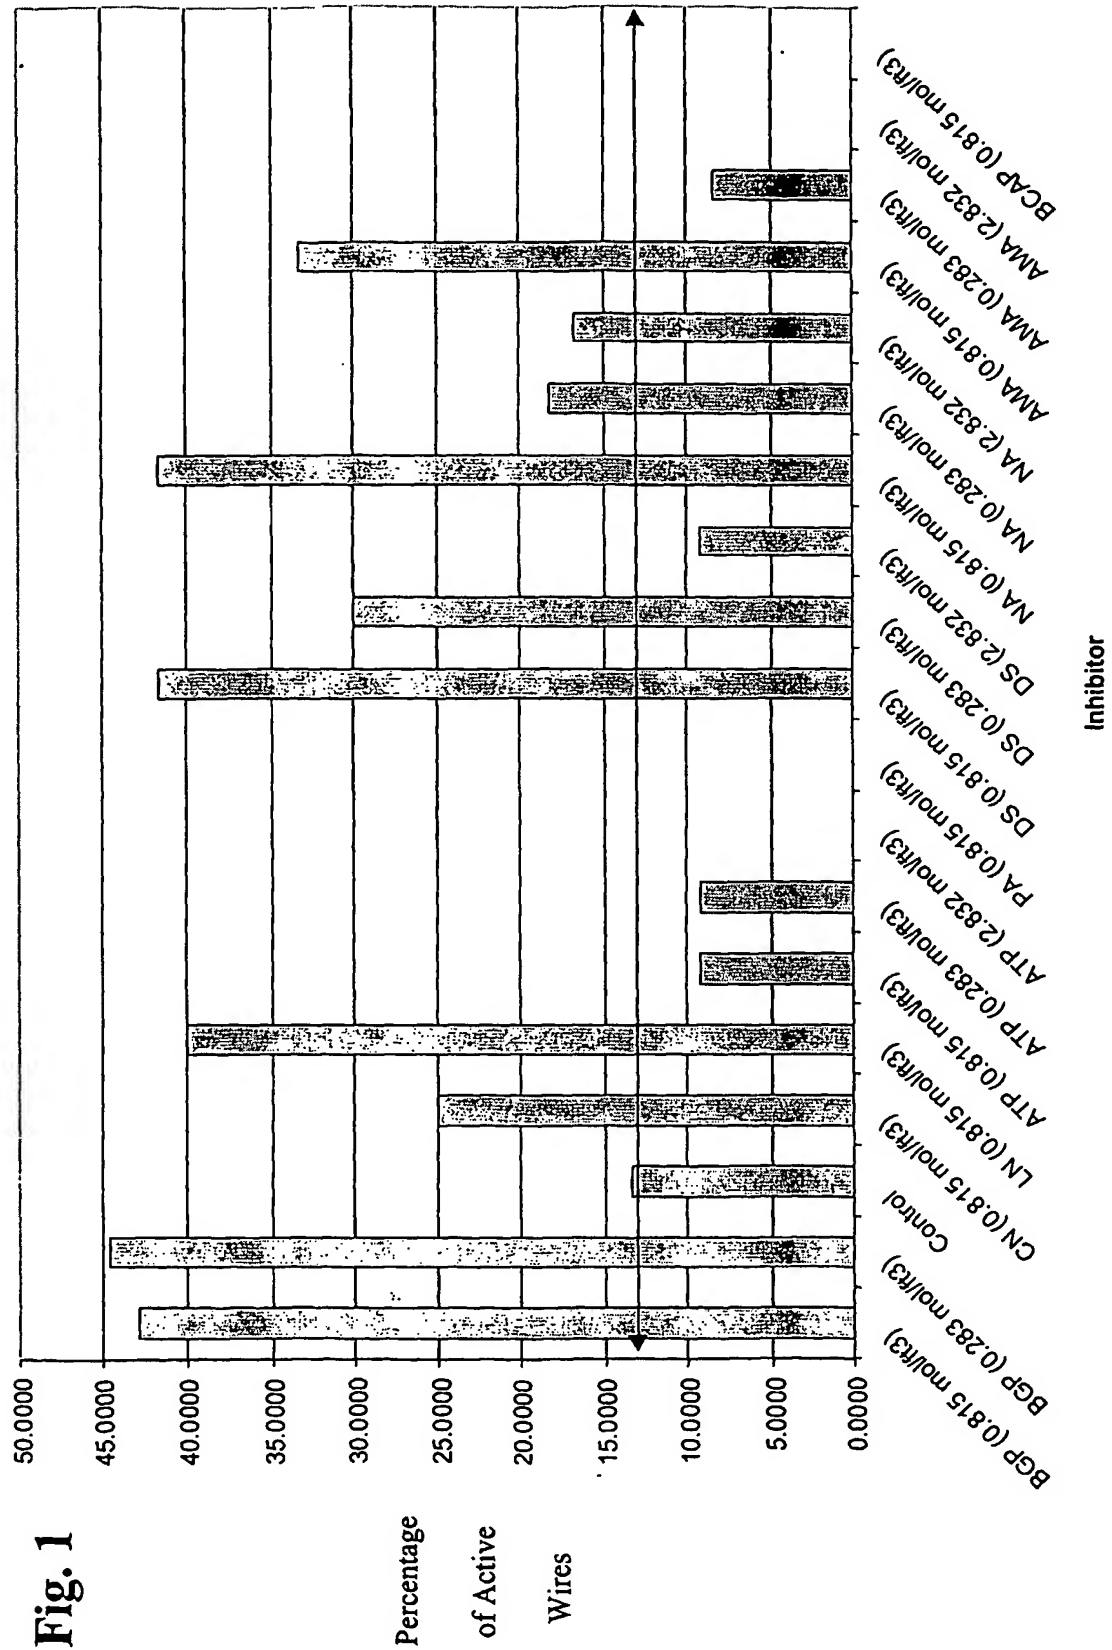 Fig. 1
Percentage
of Active
Wires
50.0000
45.0000
40.0000
35.0000
30.0000
25.0000
20.0000
15.0000
10.0000
5.0000
0.0000
BGP (0.815 mol/ft3)
BGP (0.283 mol/ft3)
Control
CN (0.815 mol/ft3)
LN (0.815 mol/ft3)
ATP (0.815 mol/ft3)
ATP (0.283 mol/ft3)
ATP (2.832 mol/ft3)
PA (0.815 mol/ft3)
DS (0.815 mol/ft3)
DS (0.283 mol/ft3)
DS (2.832 mol/ft3)
NA (0.815 mol/ft3)
NA (0.283 mol/ft3)
NA (2.832 mol/ft3)
AMA (0.815 mol/ft3)
AMA (0.283 mol/ft3)
AMA (2.832 mol/ft3)
BCAP (0.815 mol/ft3)
Inhibitor